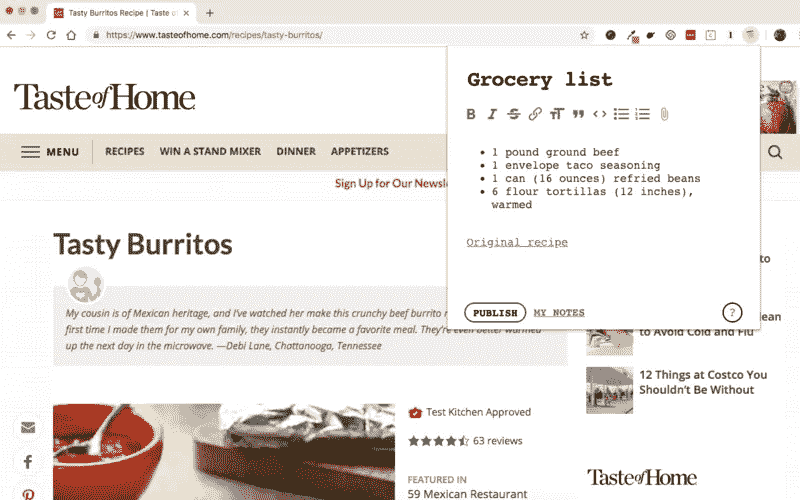 Tasty Burritos Recipe | Taste o
https://www.tasteofhome.com/recipes/tasty-burritos/
Grocery list
1 pound ground beef
1 envelope taco seasoning
1 can (16 ounces) refried beans
6 flour tortillas (12 inches),
warmed
Original recipe
PUBLISH
MY NOTES
?
Taste of Home
MENU
RECIPES
WIN A STAND MIXER
DINNER
APPETIZERS
Sign Up for Our Newsle
Tasty Burritos
My cousin is of Mexican heritage, and I've watched her make this crunchy beef burrito
first time I made them for my own family, they instantly became a favorite meal. They're even better warmed
up the next day in the microwave. —Debi Lane, Chattanooga, Tennessee
Test Kitchen Approved
63 reviews
FEATURED IN
59 Mexican Restaurant
to
ean
to Avoid Cold and Flu
12 Things at Costco You
Shouldn't Be Without
Taste of Home